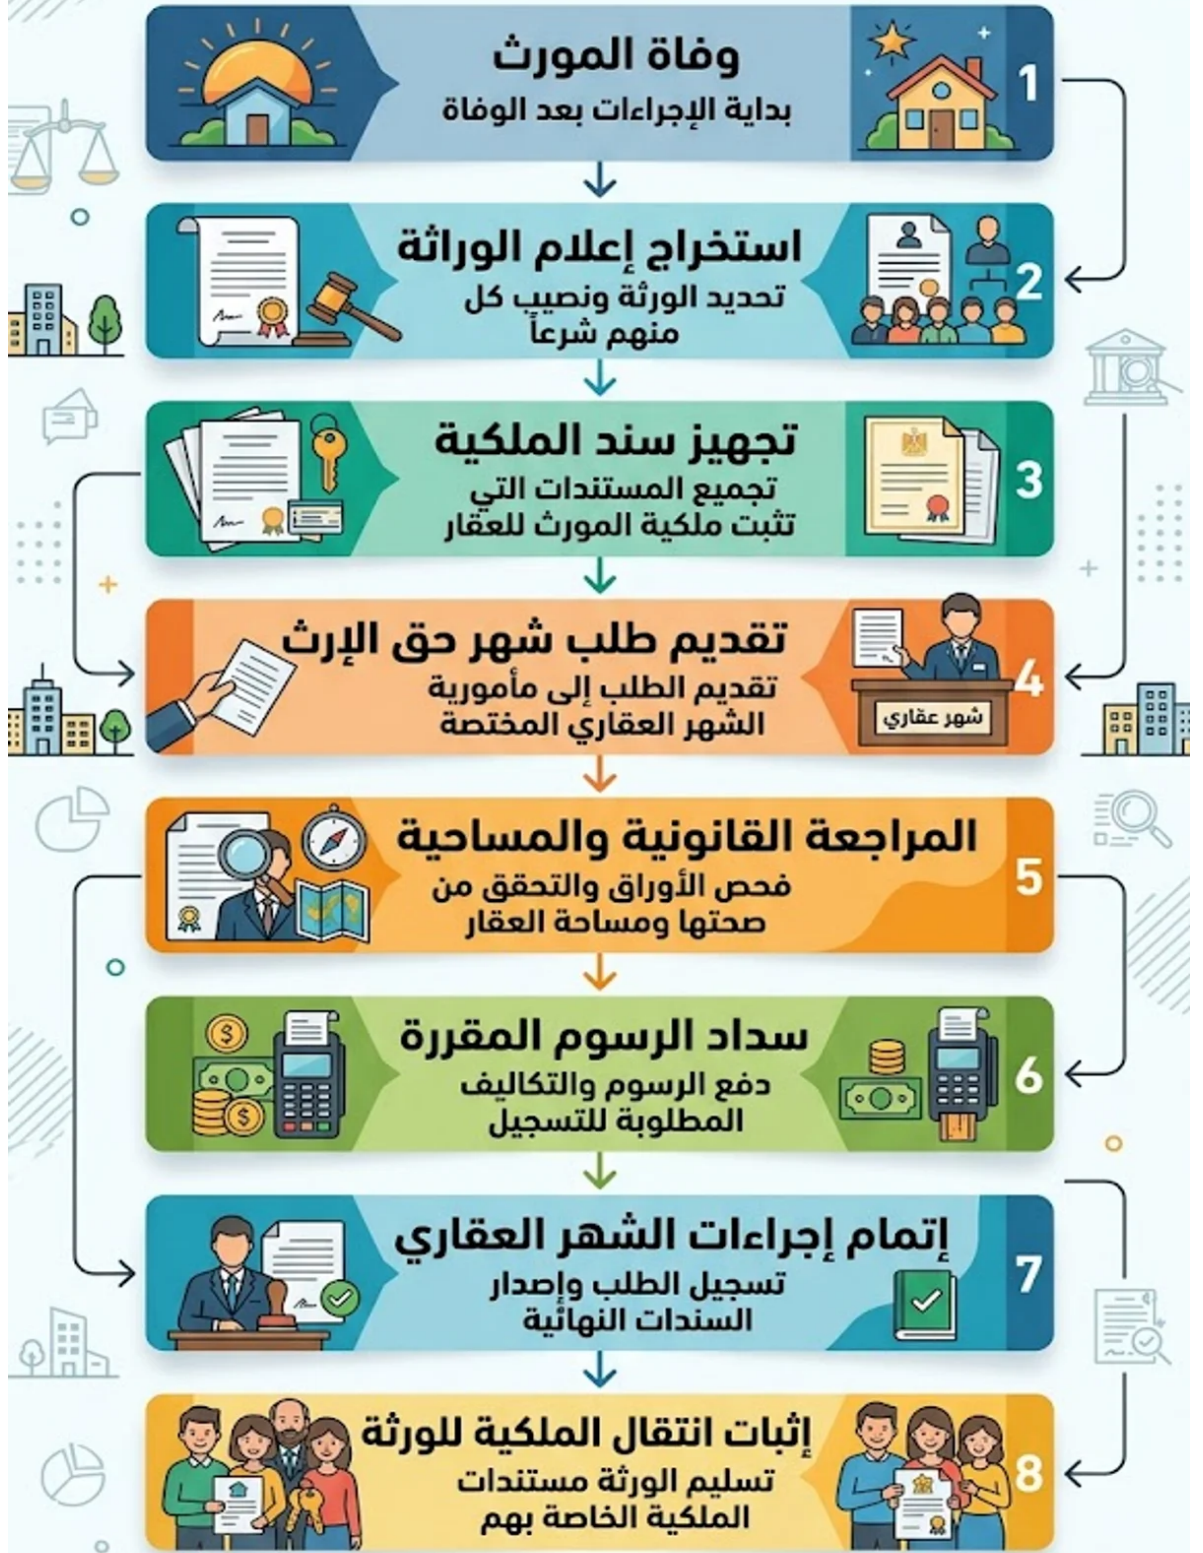 1
وفاة المورث
بداية الإجراءات بعد الوفاة
2
استخراج إعلام الوراثة
تحديد الورثة ونصيب كل
منهم شرعاً
3
تجهيز سند الملكية
تجميع المستندات التي
تثبت ملكية المورث للعقار
4
تقديم طلب شهر حق الإرث
تقديم الطلب إلى مأمورية
الشهر العقاري المختصة
شهر عقاري
5
المراجعة القانونية والمساحية
فحص الأوراق والتحقق من
صحتها ومساحة العقار
6
سداد الرسوم المقررة
دفع الرسوم والتكاليف
المطلوبة للتسجيل
7
إتمام إجراءات الشهر العقاري
تسجيل الطلب وإصدار
السندات النهائية
8
إثبات انتقال الملكية للورثة
تسليم الورثة مستندات
الملكية الخاصة بهم